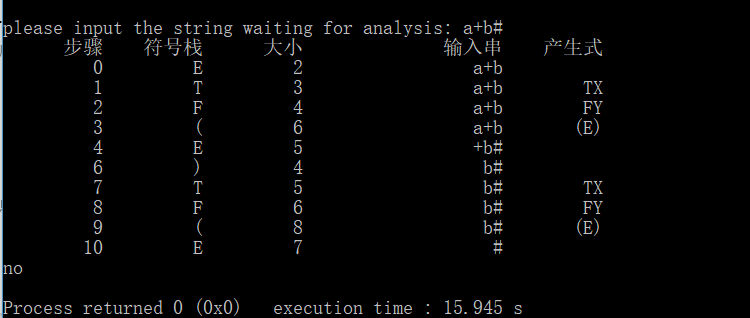 please input the string waiting for analysis: a+b#
步骤 符号栈 大小 输入串 产生式
0 E 2 a+b
1 T 3 a+b TX
2 F 4 a+b FY
3 ( 6 a+b (E)
4 E 5 +b#
6 ) 4 b#
7 T 5 b# TX
8 F 6 b# FY
9 ( 8 b# (E)
10 E 7 #
no
Process returned 0 (0x0) execution time : 15.945 s